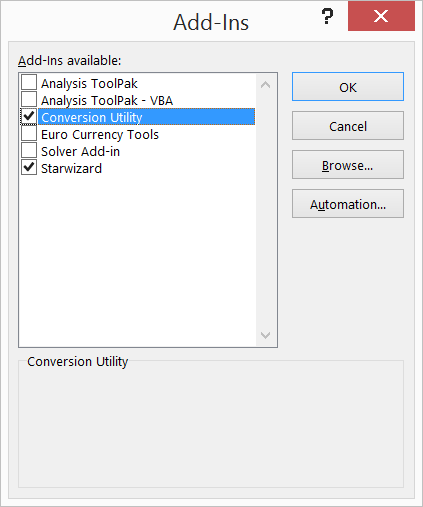 Add-Ins
?
Add-Ins available:
Analysis ToolPak
Analysis ToolPak - VBA
Conversion Utility
Euro Currency Tools
Solver Add-in
Starwizard
OK
Cancel
Browse...
Automation...
Conversion Utility